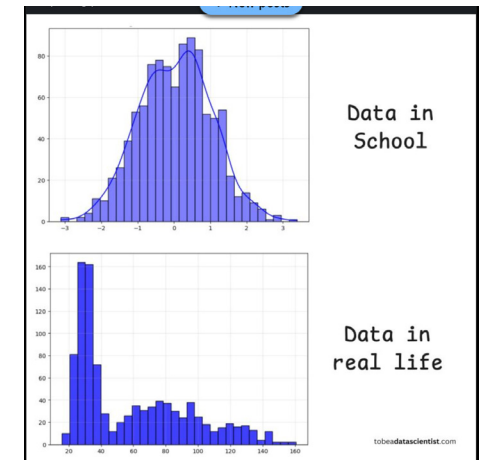 New posts
80
60
40
20
0
−3 −2 −1 0 1 2 3
Data in
School
160
140
120
100
80
60
40
20
0
20 40 60 80 100 120 140 160
Data in
real life
tobeadatascientist.com